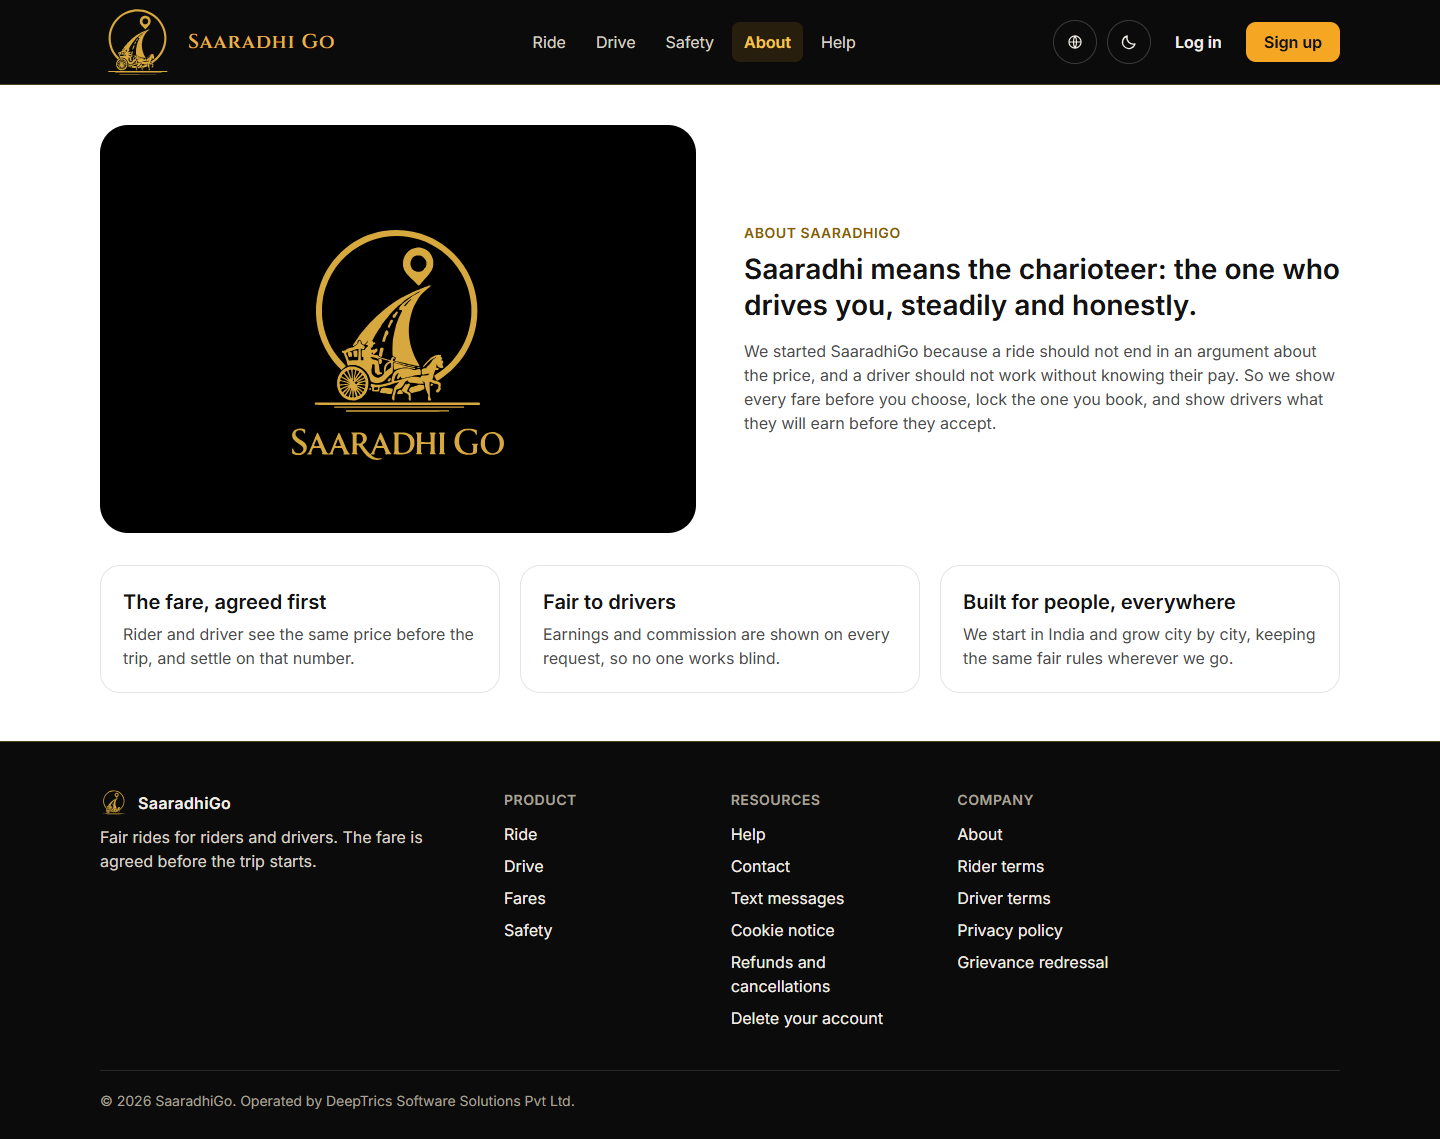 SAARADHI GO
Ride
Drive
Safety
About
Help
Log in
Sign up
SAARADHI GO
ABOUT SAARADHIGO
Saaradhi means the charioteer: the one who
drives you, steadily and honestly.
We started SaaradhiGo because a ride should not end in an argument about
the price, and a driver should not work without knowing their pay. So we show
every fare before you choose, lock the one you book, and show drivers what
they will earn before they accept.
The fare, agreed first
Rider and driver see the same price before the
trip, and settle on that number.
Fair to drivers
Earnings and commission are shown on every
request, so no one works blind.
Built for people, everywhere
We start in India and grow city by city, keeping
the same fair rules wherever we go.
SaaradhiGo
Fair rides for riders and drivers. The fare is
agreed before the trip starts.
PRODUCT
Ride
Drive
Fares
Safety
RESOURCES
Help
Contact
Text messages
Cookie notice
Refunds and
cancellations
Delete your account
COMPANY
About
Rider terms
Driver terms
Privacy policy
Grievance redressal
© 2026 SaaradhiGo. Operated by DeepTrics Software Solutions Pvt Ltd.